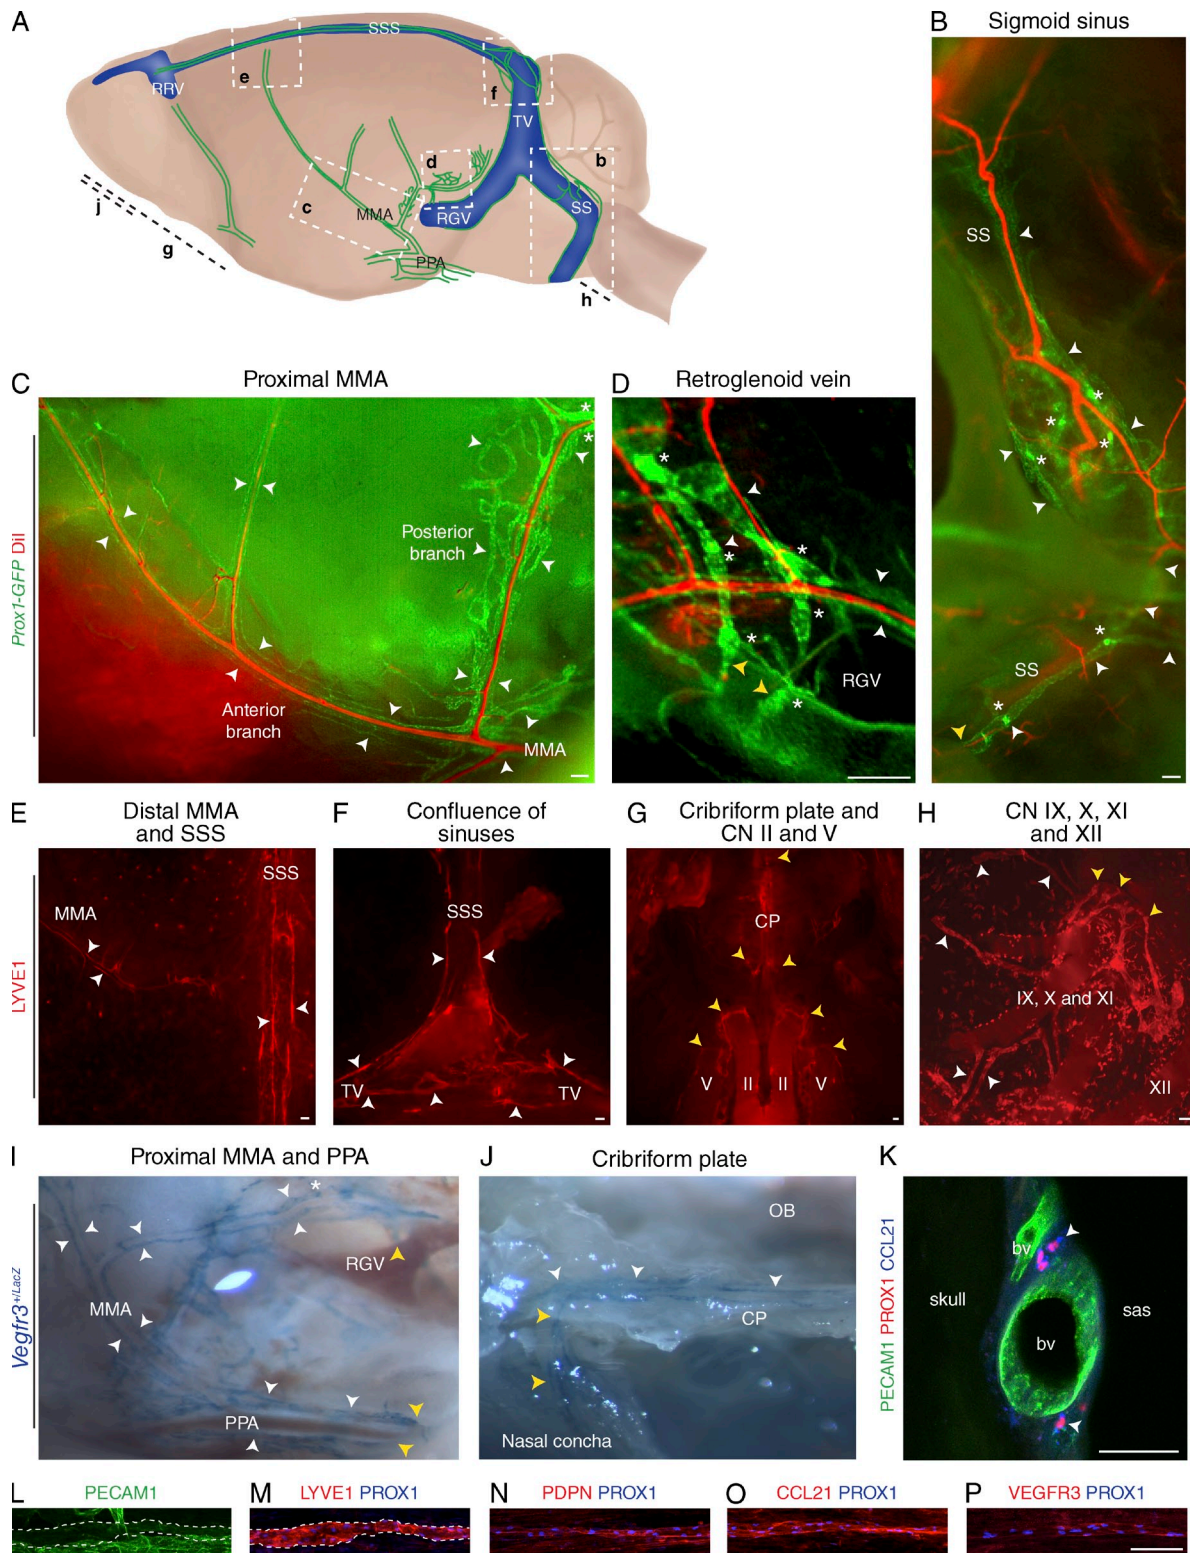 A
SSS
RRV
e
f
TV
d
b
c
MMA
RGV
SS
PPA
j
g
h
B
Sigmoid sinus
SS
*
*
*
*
SS
*
*
C
Proximal MMA
Prox1-GFP DiI
*
*
Posterior
branch
Anterior
branch
MMA
D
Retroglenoid vein
*
*
*
*
*
*
RGV
E
Distal MMA
and SSS
LYVE1
SSS
MMA
F
Confluence of
sinuses
SSS
TV
TV
G
Cribriform plate and
CN II and V
CP
V
II
II
V
H
CN IX, X, XI
and XII
IX, X and XI
XII
I
Proximal MMA and PPA
Vegfr3+/LacZ
*
RGV
MMA
PPA
J
Cribriform plate
OB
CP
Nasal concha
K
PECAM1 PROX1 CCL21
bv
skull
sas
bv
L
PECAM1
M
LYVE1 PROX1
N
PDPN PROX1
O
CCL21 PROX1
P
VEGFR3 PROX1